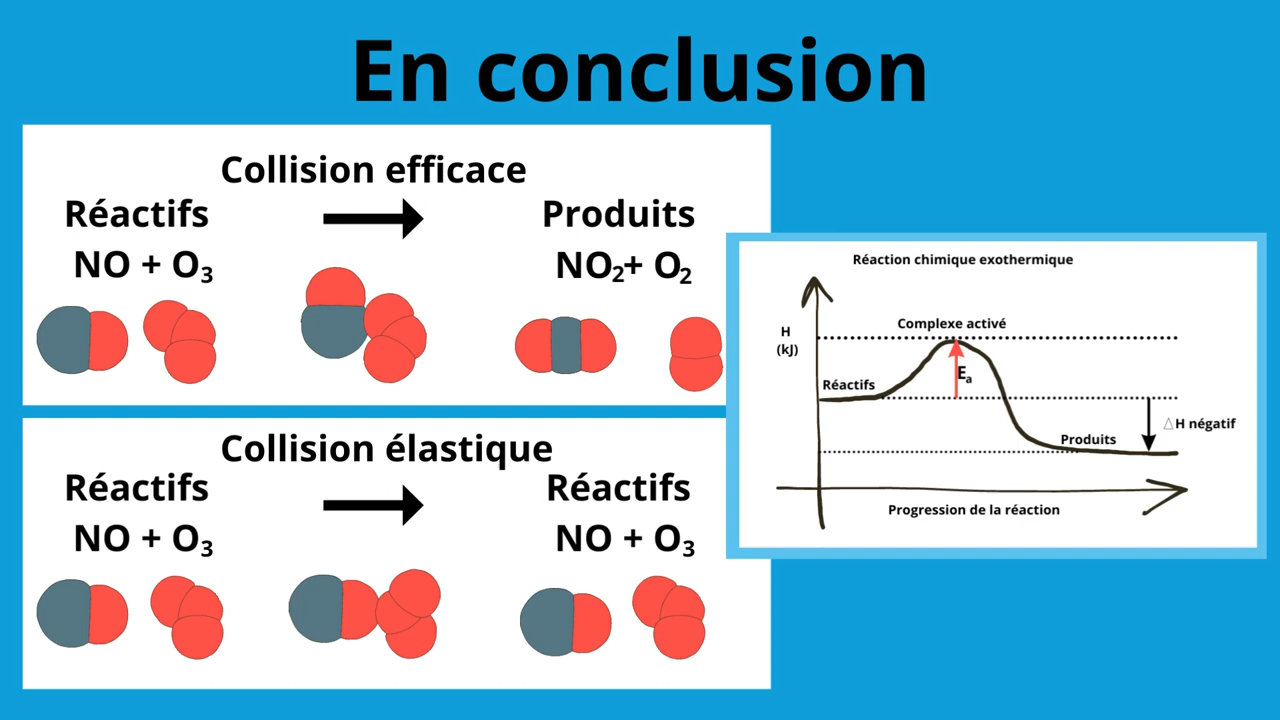 En conclusion
Collision efficace
Réactifs
Produits
NO + O₃
NO₂+ O₂
Collision élastique
Réactifs
Réactifs
NO + O₃
NO + O₃
Réaction chimique exothermique
H
(kJ)
Complexe activé
Réactifs
Eₐ
△H négatif
Produits
Progression de la réaction